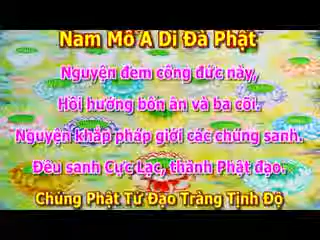 Nam Mô A Di Đà Phật
Nguyện đem công đức này,
Hồi hướng bốn ân và ba cõi.
Nguyện khắp pháp giới các chúng sanh.
Đều sanh Cực Lạc, thành Phật đạo.
Chúng Phật Tử Đạo Tràng Tịnh Độ